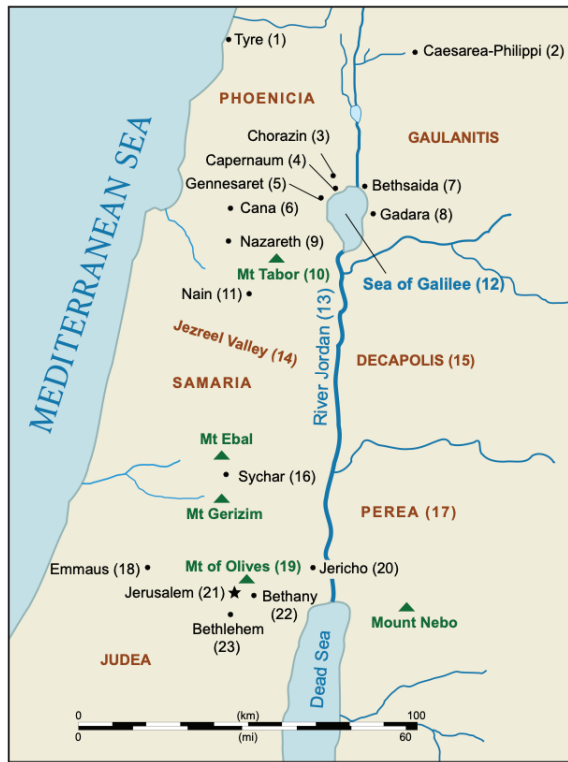 Tyre (1)
Caesarea-Philippi (2)
PHOENICIA
Chorazin (3)
GAULANITIS
Capernaum (4)
Gennesaret (5)
Bethsaida (7)
Cana (6)
Gadara (8)
MEDITERRANEAN SEA
Nazareth (9)
Mt Tabor (10)
Sea of Galilee (12)
Nain (11)
River Jordan (13)
Jezreel Valley (14)
DECAPOLIS (15)
SAMARIA
Mt Ebal
Sychar (16)
Mt Gerizim
PEREA (17)
Mt of Olives (19)
Emmaus (18)
Jericho (20)
Jerusalem (21)
Bethany
(22)
Bethlehem
(23)
Mount Nebo
Dead Sea
JUDEA
0 (km) 100
0 (mi) 60